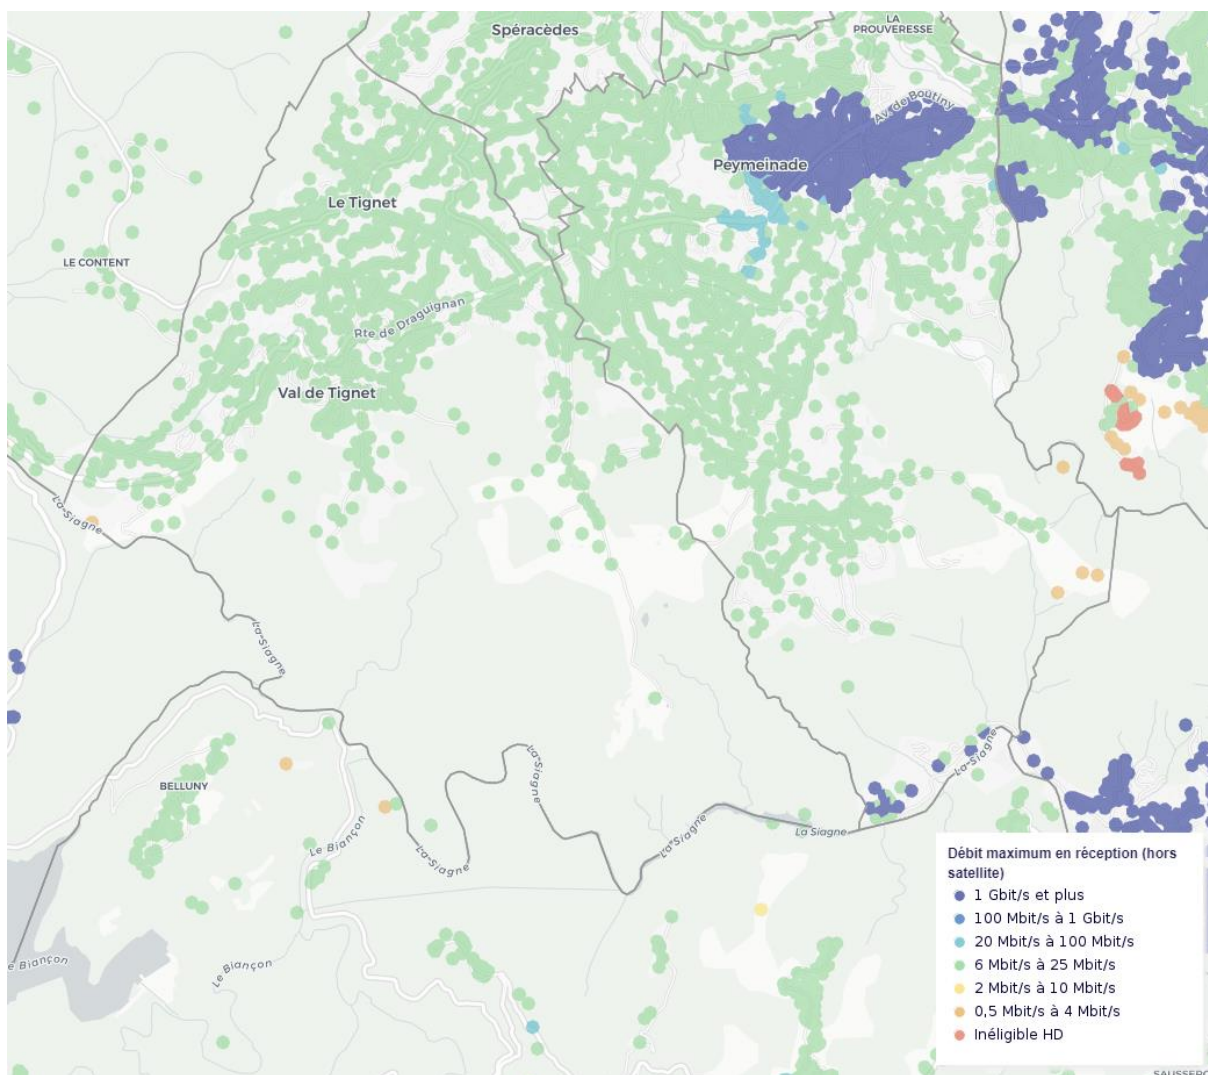 Spéracèdes
LA
PROUVERESSE
Av. de Boutiny
Peymeinade
Le Tignet
LE CONTENT
Rte de Draguignan
Val de Tignet
La Siagne
La Siagne
BELLUNY
La Siagne
La Siagne
La Siagne
La Siagne
Le Biançon
La Siagne
Débit maximum en réception (hors
satellite)
1 Gbit/s et plus
100 Mbit/s à 1 Gbit/s
20 Mbit/s à 100 Mbit/s
6 Mbit/s à 25 Mbit/s
2 Mbit/s à 10 Mbit/s
0,5 Mbit/s à 4 Mbit/s
Inéligible HD
e Biançon
Le Biançon
SAUSSERO